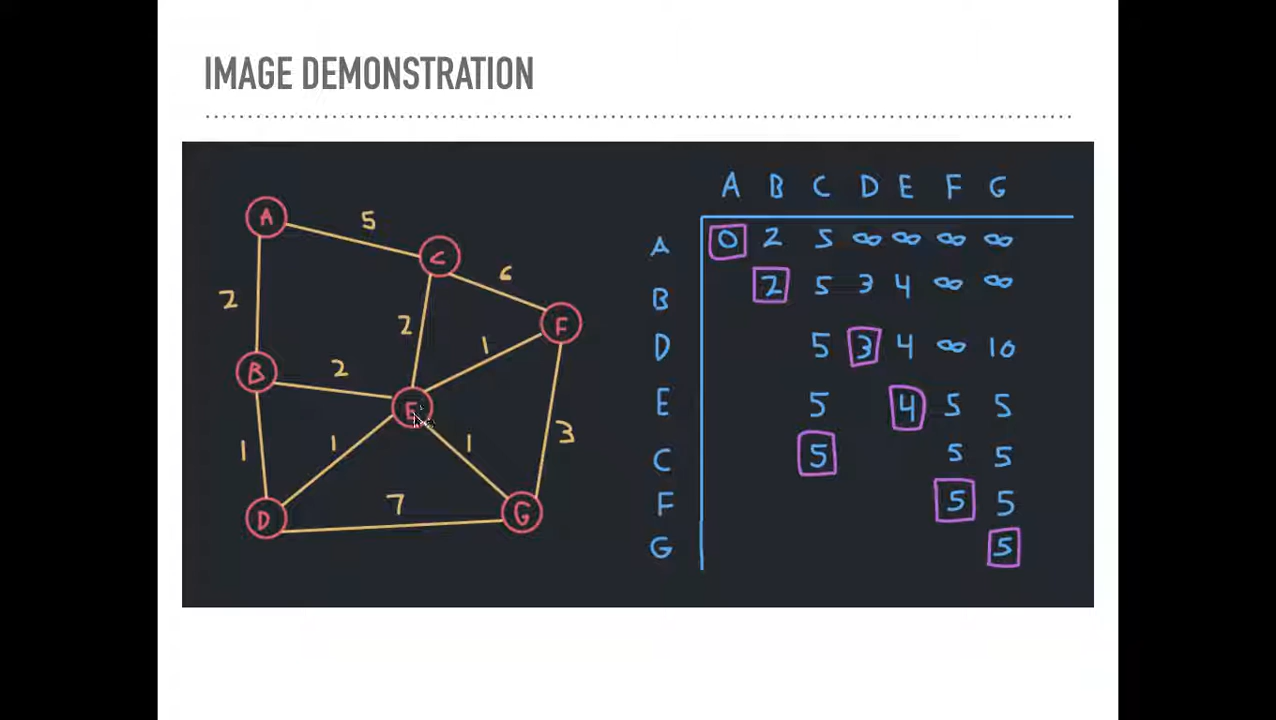 IMAGE DEMONSTRATION
A 5 C 6 F
2 2 1
B 2 E 3
1 1 1
D 7 G
A B C D E F G
A 0 2 5 ∞ ∞ ∞ ∞
B 2 5 3 4 ∞ ∞
D 5 3 4 ∞ 10
E 5 4 5 5
C 5 5 5
F 5 5
G 5